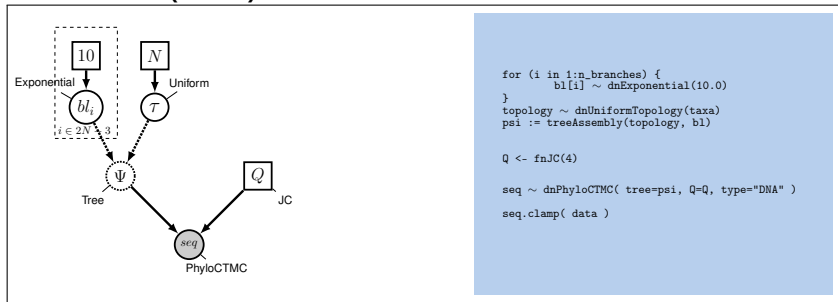 10
N
Exponential
Uniform
bl_i
τ
i ∈ 2N - 3
Ψ
Q
Tree
JC
seq
PhyloCTMC
for (i in 1:n_branches) {
bl[i] ∼ dnExponential(10.0)
}
topology ∼ dnUniformTopology(taxa)
psi := treeAssembly(topology, bl)
Q <- fnJC(4)
seq ∼ dnPhyloCTMC( tree=psi, Q=Q, type="DNA" )
seq.clamp( data )